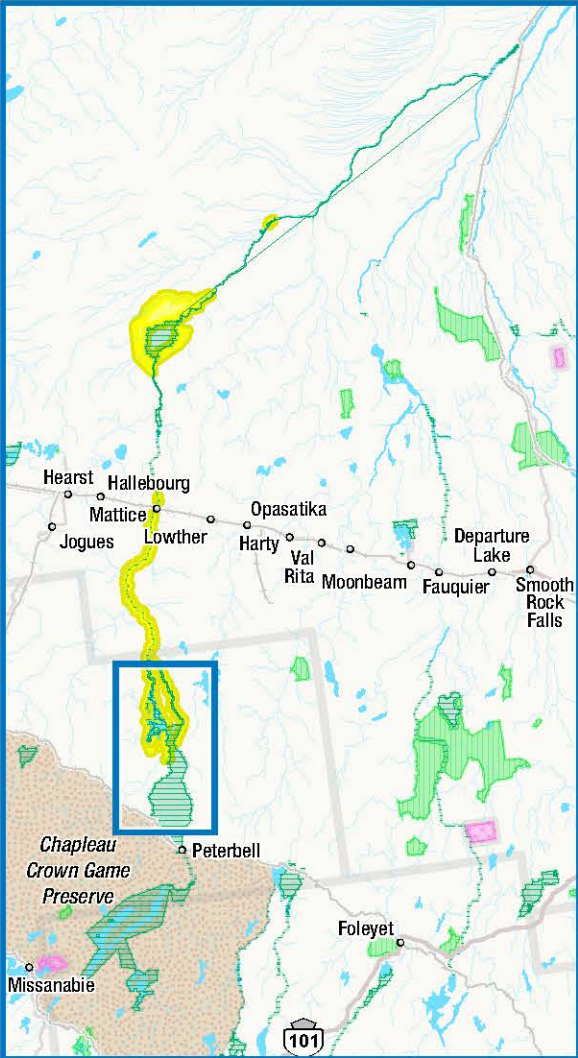 Hearst
Hallebourg
Mattice
Opasatika
Jogues
Lowther
Harty
Val
Rita
Departure
Lake
Moonbeam
Fauquier
Smooth
Rock
Falls
Chapleau
Crown Game
Preserve
Peterbell
Foleyet
Missanabie
101